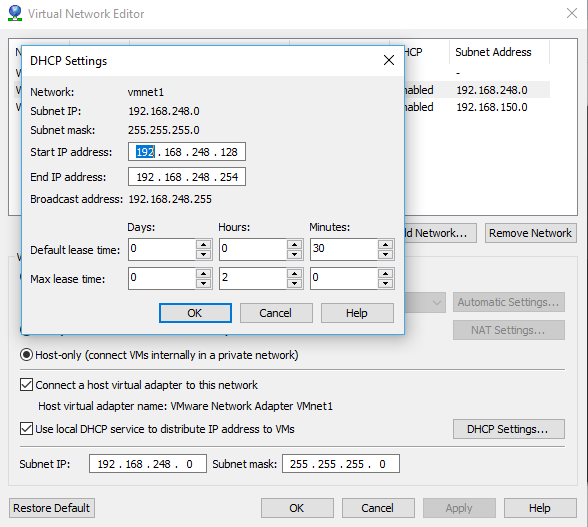 Virtual Network Editor
DHCP Settings
Subnet Address
-
192.168.248.0
192.168.150.0
Network: vmnet1
Subnet IP: 192.168.248.0
Subnet mask: 255.255.255.0
Start IP address: 192 . 168 . 248 . 128
End IP address: 192 . 168 . 248 . 254
Broadcast address: 192.168.248.255
Days: Hours: Minutes:
Default lease time: 0 0 30
Max lease time: 0 2 0
OK Cancel Help
Network... Remove Network
Automatic Settings...
NAT Settings...
Host-only (connect VMs internally in a private network)
Connect a host virtual adapter to this network
Host virtual adapter name: VMware Network Adapter VMnet1
Use local DHCP service to distribute IP address to VMs
DHCP Settings...
Subnet IP: 192 . 168 . 248 . 0 Subnet mask: 255 . 255 . 255 . 0
Restore Default OK Cancel Apply Help